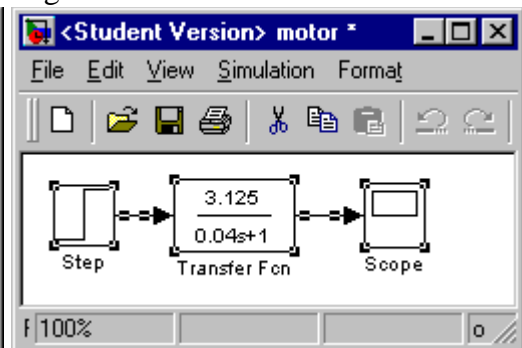 <Student Version> motor *
File Edit View Simulation Format
3.125
0.04s+1
Step
Transfer Fcn
Scope
100%